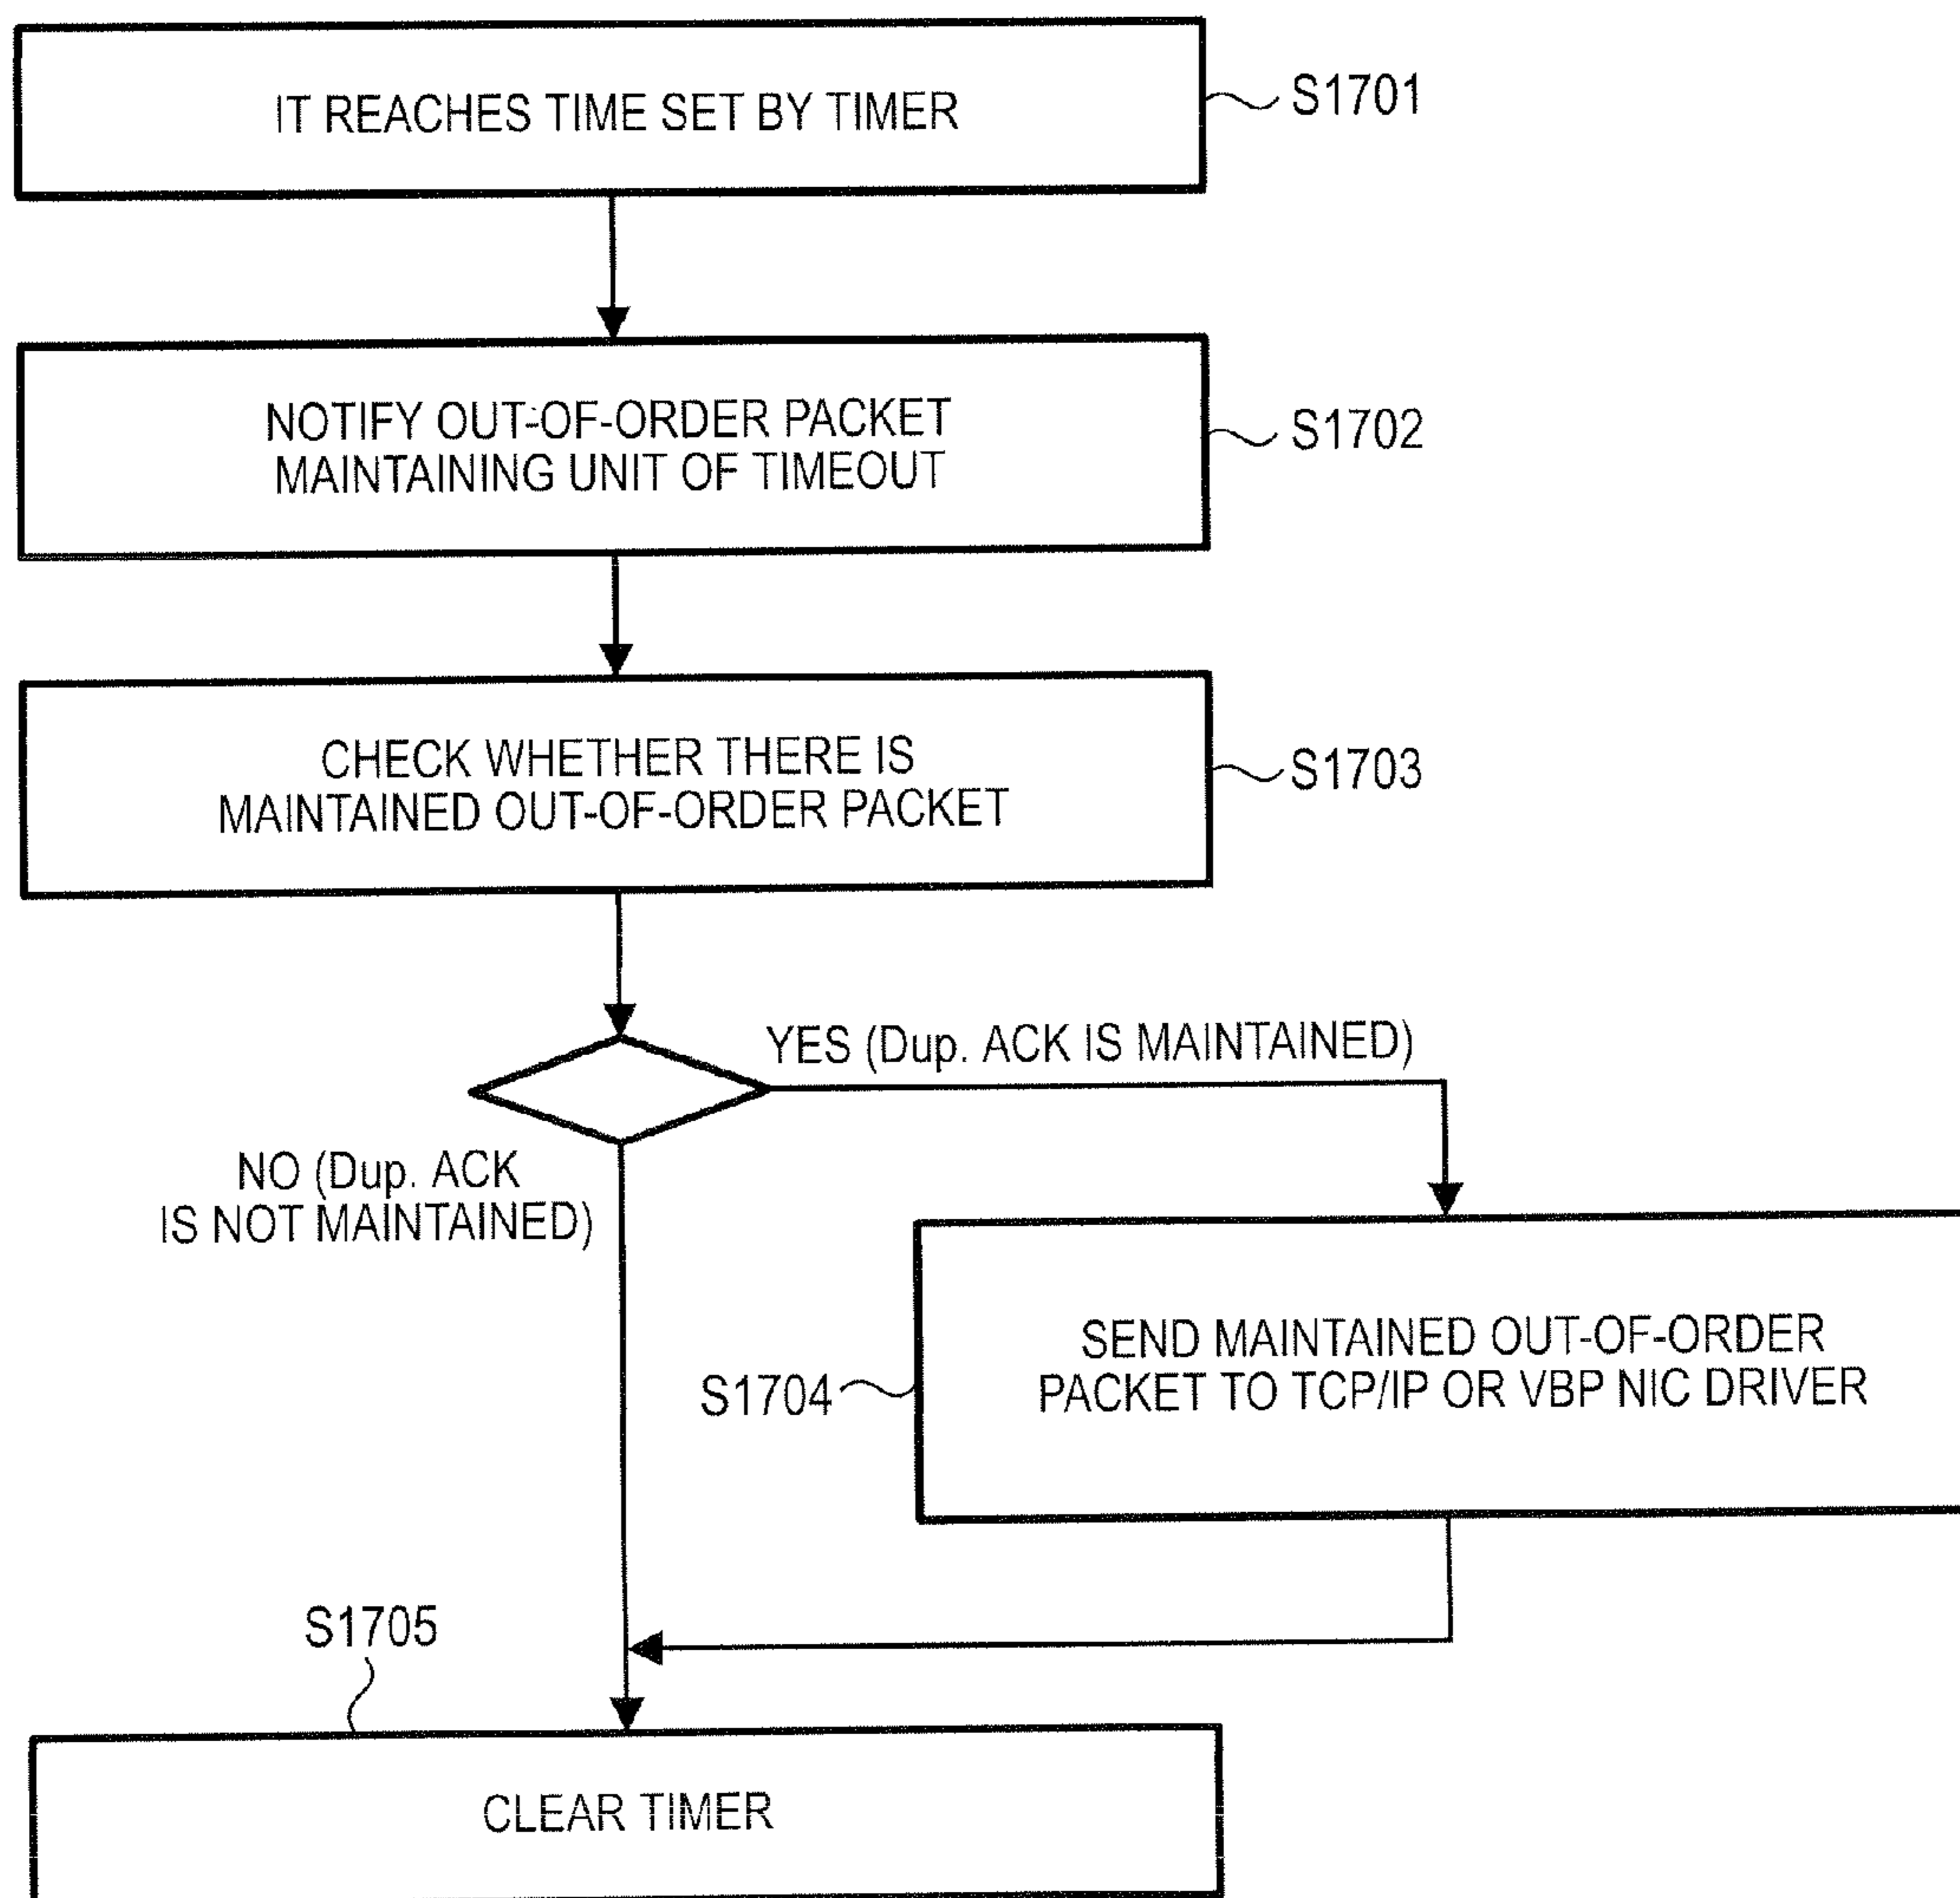 IT REACHES TIME SET BY TIMER
S1701
NOTIFY OUT-OF-ORDER PACKET
MAINTAINING UNIT OF TIMEOUT
S1702
CHECK WHETHER THERE IS
MAINTAINED OUT-OF-ORDER PACKET
S1703
YES (Dup. ACK IS MAINTAINED)
NO (Dup. ACK
IS NOT MAINTAINED)
SEND MAINTAINED OUT-OF-ORDER
PACKET TO TCP/IP OR VBP NIC DRIVER
S1704
S1705
CLEAR TIMER